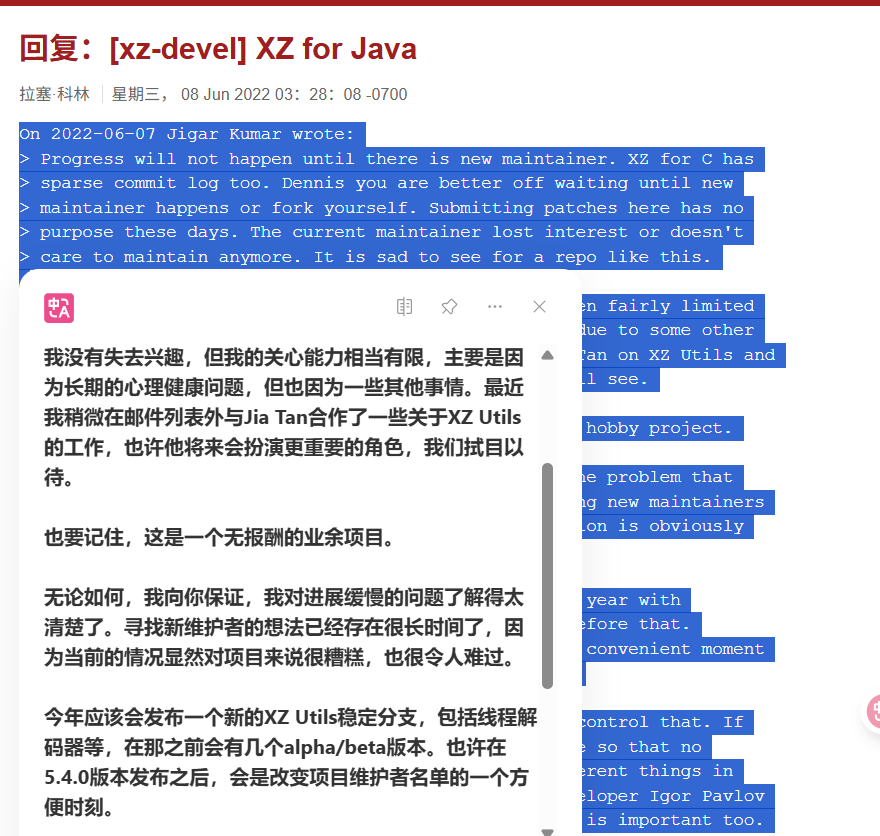 回复：[xz-devel] XZ for Java
拉塞·科林 星期三， 08 Jun 2022 03：28：08 -0700
On 2022-06-07 Jigar Kumar wrote:
> Progress will not happen until there is new maintainer. XZ for C has
> sparse commit log too. Dennis you are better off waiting until new
> maintainer happens or fork yourself. Submitting patches here has no
> purpose these days. The current maintainer lost interest or doesn't
> care to maintain anymore. It is sad to see for a repo like this.
中 A
我没有失去兴趣，但我的关心能力相当有限，主要是因
为长期的心理健康问题，但也因为一些其他事情。最近
我稍微在邮件列表外与Jia Tan合作了一些关于XZ Utils
的工作，也许他将来会扮演更重要的角色，我们拭目以
待。
也要记住，这是一个无报酬的业余项目。
无论如何，我向你保证，我对进展缓慢的问题了解得太
清楚了。寻找新维护者的想法已经存在很长时间了，因
为当前的情况显然对项目来说很糟糕，也很令人难过。
今年应该会发布一个新的XZ Utils稳定分支，包括线程解
码器等，在那之前会有几个alpha/beta版本。也许在
5.4.0版本发布之后，会是改变项目维护者名单的一个方
便时刻。
fairly limited
due to some other
Tan on XZ Utils and
see.
hobby project.
problem that
new maintainers
is obviously
year with
that.
convenient moment
control that. If
so that no
things in
Igor Pavlov
is important too.